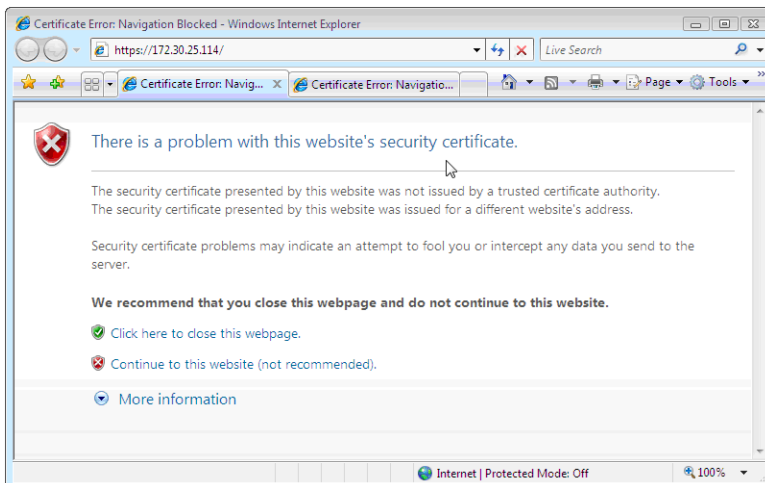 Certificate Error: Navigation Blocked - Windows Internet Explorer
https://172.30.25.114/
Live Search
Certificate Error: Navig...
Certificate Error: Navigatio...
Page
Tools
There is a problem with this website's security certificate.
The security certificate presented by this website was not issued by a trusted certificate authority.
The security certificate presented by this website was issued for a different website's address.
Security certificate problems may indicate an attempt to fool you or intercept any data you send to the
server.
We recommend that you close this webpage and do not continue to this website.
Click here to close this webpage.
Continue to this website (not recommended).
More information
Internet | Protected Mode: Off
100%